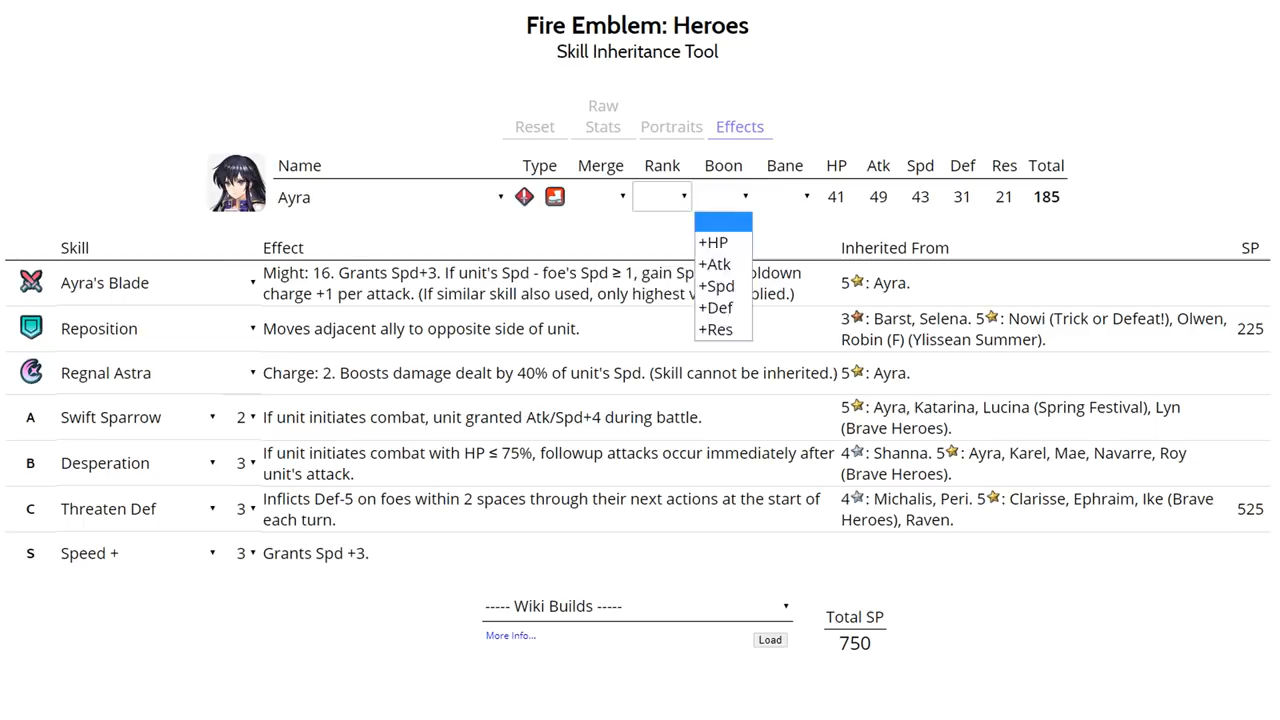 Fire Emblem: Heroes
Skill Inheritance Tool
Reset Raw Stats Portraits Effects
Name Type Merge Rank Boon Bane HP Atk Spd Def Res Total
Ayra 41 49 43 31 21 185
+HP
+Atk
+Spd
+Def
+Res
Skill Effect Inherited From SP
Ayra's Blade
Might: 16. Grants Spd+3. If unit's Spd - foe's Spd ≥ 1, gain Sp oldown
charge +1 per attack. (If similar skill also used, only highest v plied.)
5: Ayra.
Reposition
Moves adjacent ally to opposite side of unit.
3: Barst, Selena. 5: Nowi (Trick or Defeat!), Olwen,
Robin (F) (Ylissean Summer).
225
Regnal Astra
Charge: 2. Boosts damage dealt by 40% of unit's Spd. (Skill cannot be inherited.)
5: Ayra.
A Swift Sparrow 2
If unit initiates combat, unit granted Atk/Spd+4 during battle.
5: Ayra, Katarina, Lucina (Spring Festival), Lyn
(Brave Heroes).
B Desperation 3
If unit initiates combat with HP ≤ 75%, followup attacks occur immediately after
unit's attack.
4: Shanna. 5: Ayra, Karel, Mae, Navarre, Roy
(Brave Heroes).
C Threaten Def 3
Inflicts Def-5 on foes within 2 spaces through their next actions at the start of
each turn.
4: Michalis, Peri. 5: Clarisse, Ephraim, Ike (Brave
Heroes), Raven.
525
S Speed + 3 Grants Spd +3.
----- Wiki Builds -----
More Info...
Load
Total SP
750